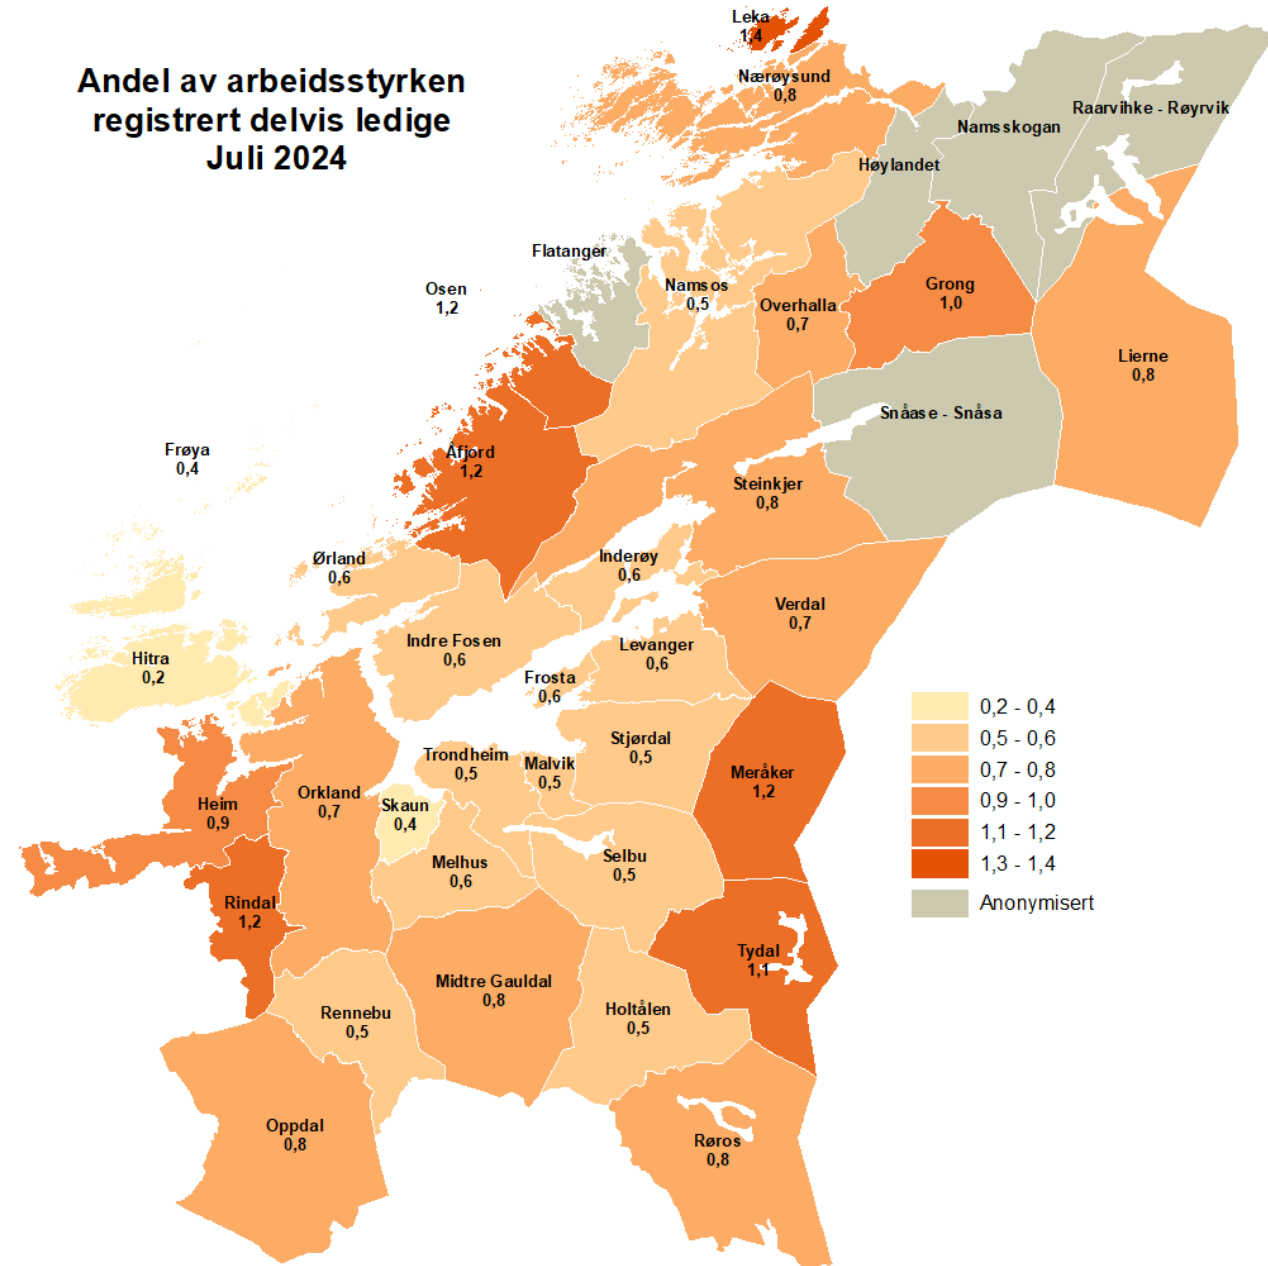 Andel av arbeidsstyrken
registrert delvis ledige
Juli 2024
Leka
1,4
Nærøysund
0,8
Raarvihke - Røyrvik
Namsskogan
Høylandet
Flatanger
Osen
1,2
Namsos
0,5
Overhalla
0,7
Grong
1,0
Lierne
0,8
Snåase - Snåsa
Frøya
0,4
Åfjord
1,2
Steinkjer
0,8
Ørland
0,6
Inderøy
0,6
Verdal
0,7
Hitra
0,2
Indre Fosen
0,6
Levanger
0,6
Frosta
0,6
Stjørdal
0,5
Trondheim
0,5
Malvik
0,5
Meråker
1,2
Heim
0,9
Orkland
0,7
Skaun
0,4
Melhus
0,6
Selbu
0,5
Rindal
1,2
Tydal
1,1
Midtre Gauldal
0,8
Rennebu
0,5
Holtålen
0,5
Oppdal
0,8
Røros
0,8
0,2 - 0,4
0,5 - 0,6
0,7 - 0,8
0,9 - 1,0
1,1 - 1,2
1,3 - 1,4
Anonymisert